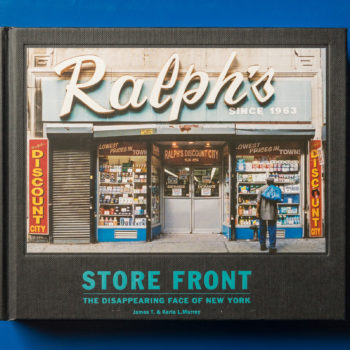 Ralph's
SINCE 1963
LOWEST PRICES IN TOWN!
LOWEST PRICES IN TOWN!
RALPH'S DISCOUNT CITY
DISCOUNT
CITY
DISCOUNT
CITY
STORE FRONT
THE DISAPPEARING FACE OF NEW YORK
James T. & Karla L. Murray